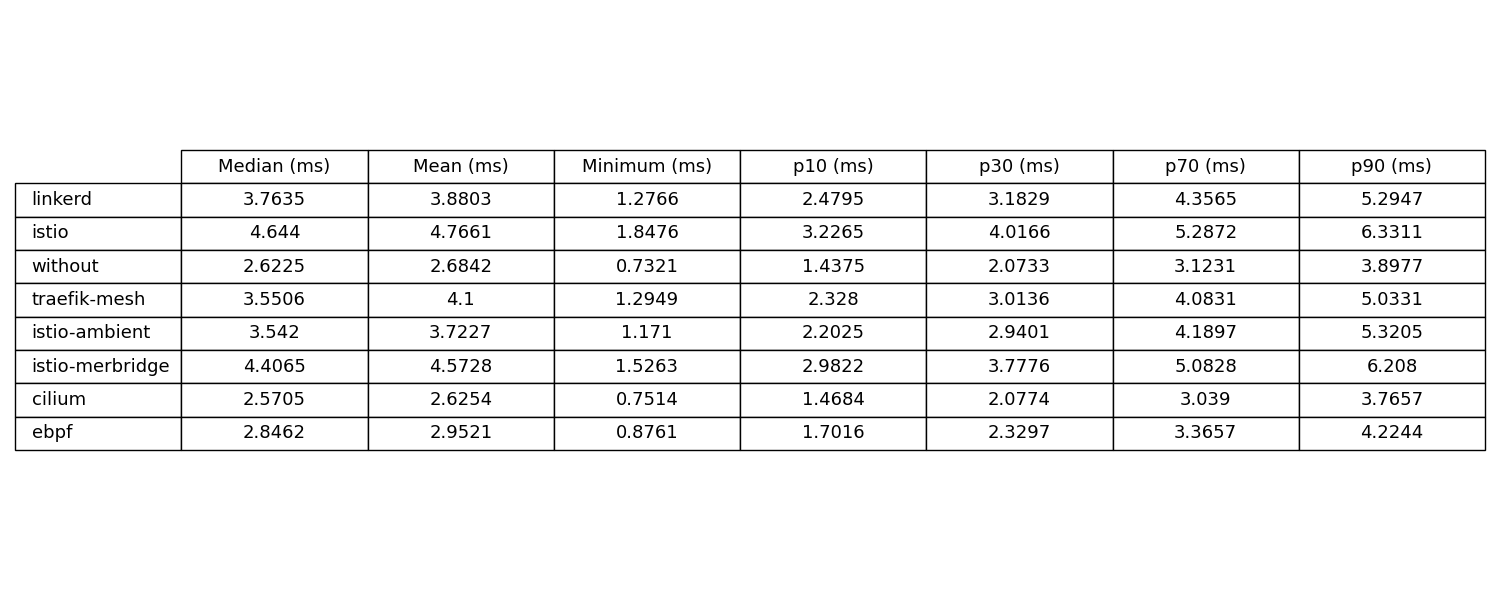 Median (ms) Mean (ms) Minimum (ms) p10 (ms) p30 (ms) p70 (ms) p90 (ms)
linkerd 3.7635 3.8803 1.2766 2.4795 3.1829 4.3565 5.2947
istio 4.644 4.7661 1.8476 3.2265 4.0166 5.2872 6.3311
without 2.6225 2.6842 0.7321 1.4375 2.0733 3.1231 3.8977
traefik-mesh 3.5506 4.1 1.2949 2.328 3.0136 4.0831 5.0331
istio-ambient 3.542 3.7227 1.171 2.2025 2.9401 4.1897 5.3205
istio-merbridge 4.4065 4.5728 1.5263 2.9822 3.7776 5.0828 6.208
cilium 2.5705 2.6254 0.7514 1.4684 2.0774 3.039 3.7657
ebpf 2.8462 2.9521 0.8761 1.7016 2.3297 3.3657 4.2244